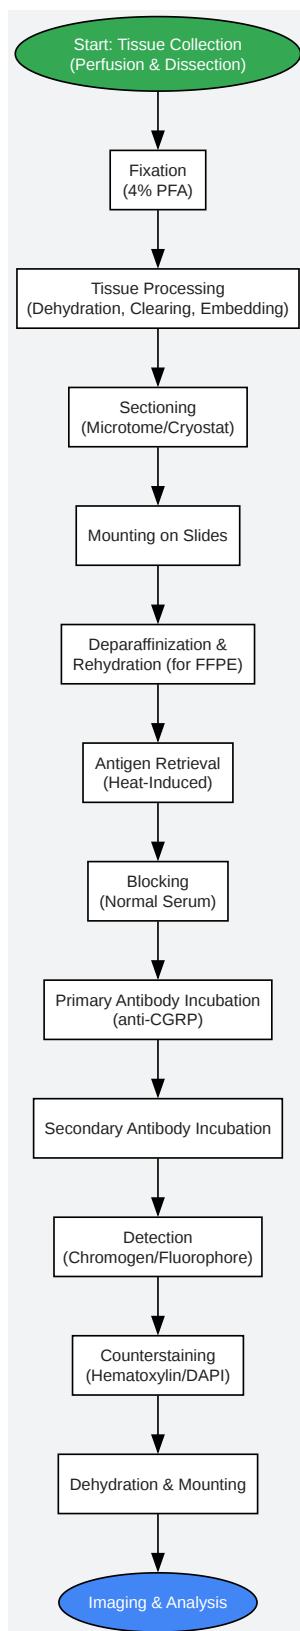 Start: Tissue Collection
(Perfusion & Dissection)
Fixation
(4% PFA)
Tissue Processing
(Dehydration, Clearing, Embedding)
Sectioning
(Microtome/Cryostat)
Mounting on Slides
Deparaffinization &
Rehydration (for FFPE)
Antigen Retrieval
(Heat-Induced)
Blocking
(Normal Serum)
Primary Antibody Incubation
(anti-CGRP)
Secondary Antibody Incubation
Detection
(Chromogen/Fluorophore)
Counterstaining
(Hematoxylin/DAPI)
Dehydration & Mounting
Imaging & Analysis